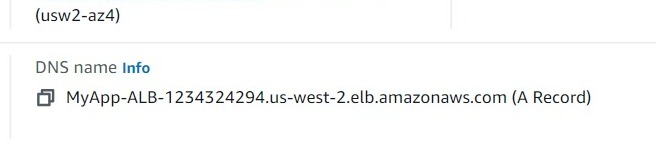 (usw2-az4)
DNS name Info
MyApp-ALB-1234324294.us-west-2.elb.amazonaws.com (A Record)